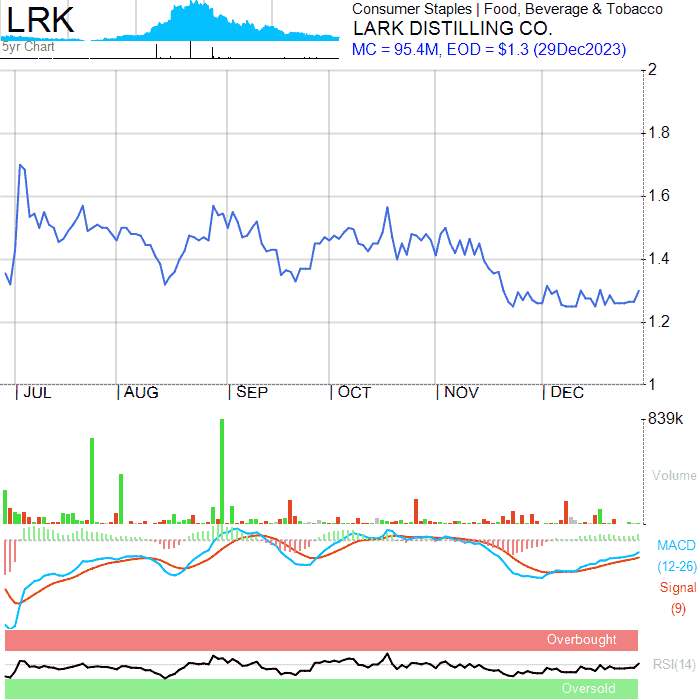 LRK
5yr Chart
Consumer Staples | Food, Beverage & Tobacco
LARK DISTILLING CO.
MC = 95.4M, EOD = $1.3 (29Dec2023)
2
1.8
1.6
1.4
1.2
1
JUL
AUG
SEP
OCT
NOV
DEC
839k
Volume
MACD
(12-26)
Signal
(9)
Overbought
RSI(14)
Oversold